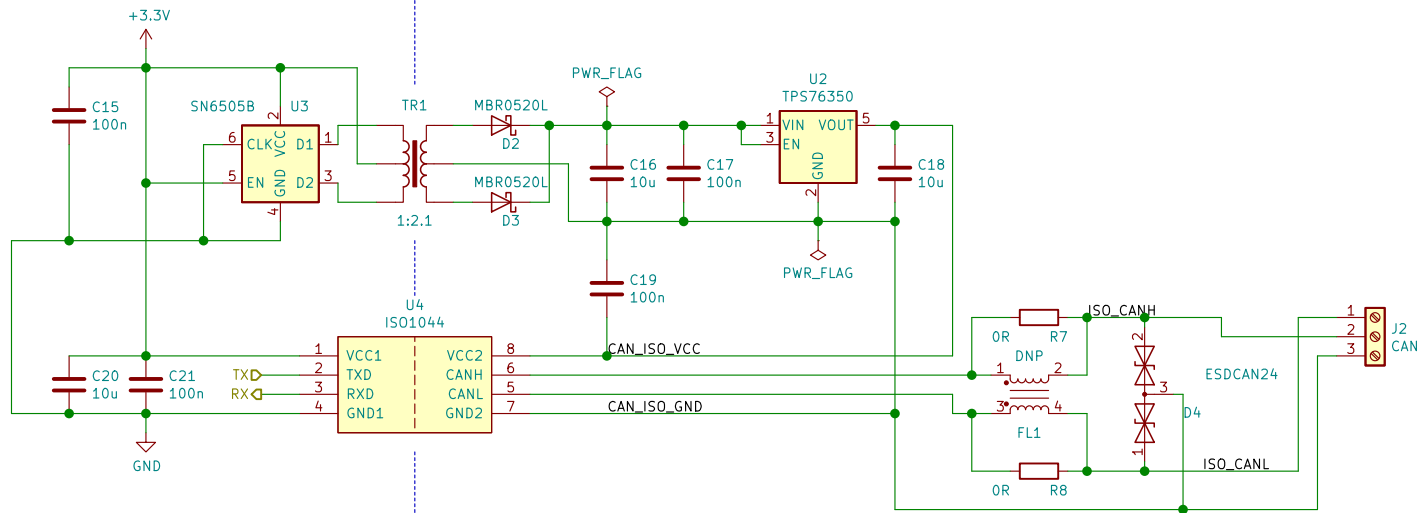 +3.3V
C15
100n
SN6505B
U3
2
6
CLK
VCC
D1
1
5
EN
GND
D2
3
4
TR1
1:2.1
MBR0520L
D2
MBR0520L
D3
PWR_FLAG
C16
10u
C17
100n
U2
TPS76350
1
VIN
VOUT
5
3
EN
GND
2
C18
10u
PWR_FLAG
C19
100n
U4
ISO1044
1
VCC1
VCC2
8
CAN_ISO_VCC
TX
2
TXD
CANH
6
RX
3
RXD
CANL
5
4
GND1
GND2
7
CAN_ISO_GND
C20
10u
C21
100n
GND
0R
R7
DNP
1
2
3
4
FL1
0R
R8
ISO_CANH
2
3
1
ESDCAN24
D4
ISO_CANL
1
2
3
J2
CAN